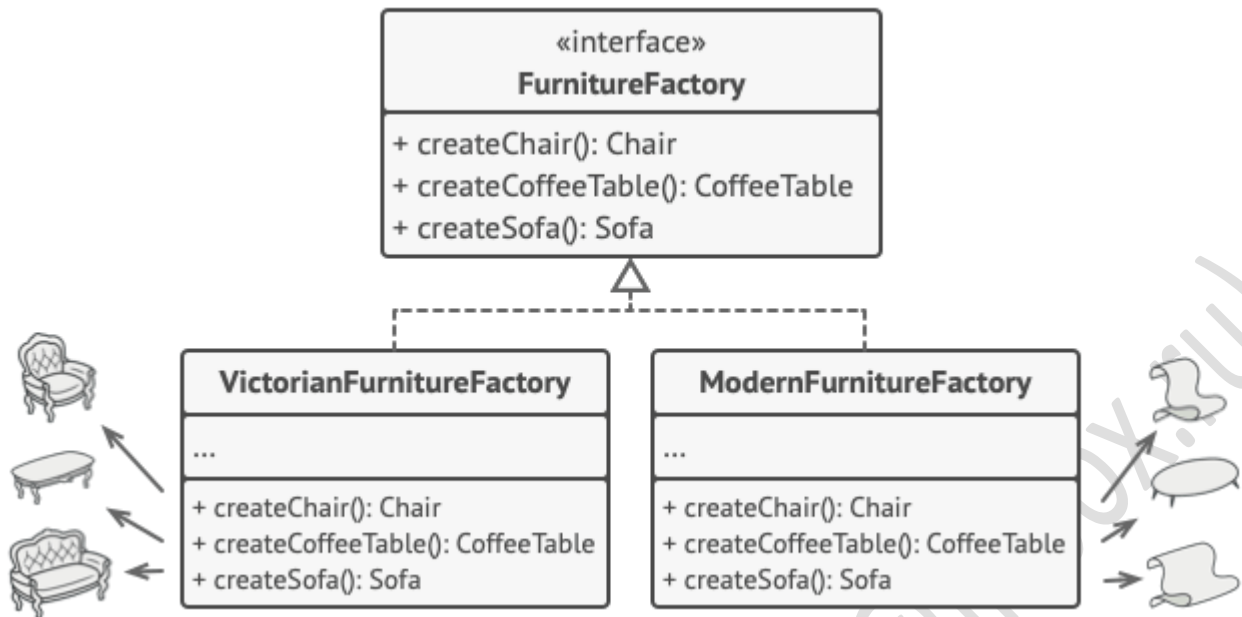 «interface»
FurnitureFactory
+ createChair(): Chair
+ createCoffeeTable(): CoffeeTable
+ createSofa(): Sofa
VictorianFurnitureFactory
...
+ createChair(): Chair
+ createCoffeeTable(): CoffeeTable
+ createSofa(): Sofa
ModernFurnitureFactory
...
+ createChair(): Chair
+ createCoffeeTable(): CoffeeTable
+ createSofa(): Sofa